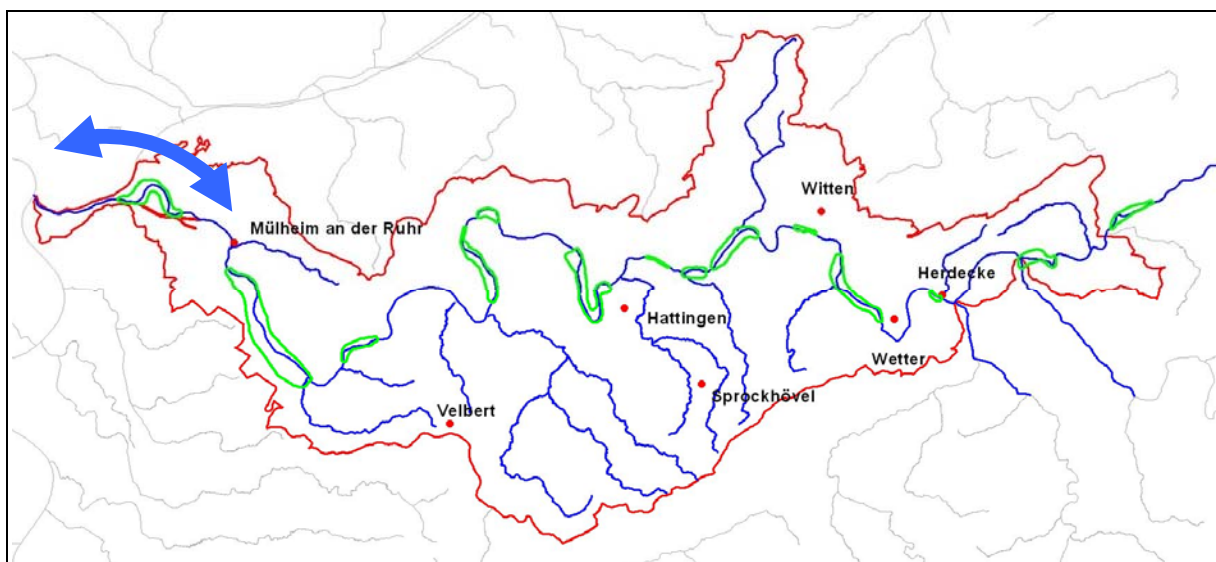 Witten
Mülheim an der Ruhr
Herdecke
Hattingen
Wetter
Sprockhövel
Velbert